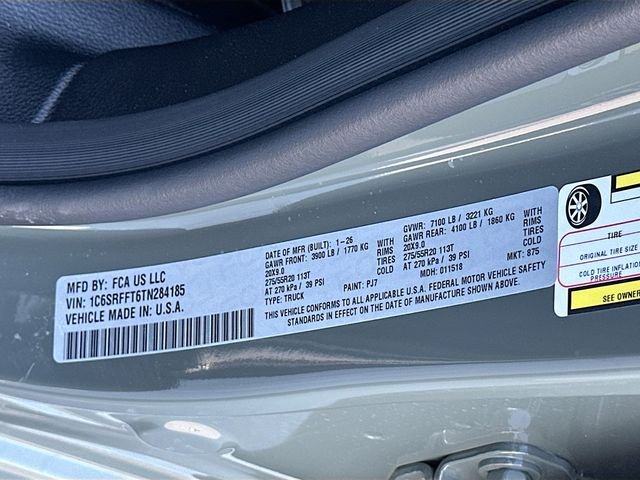 MFD BY: FCA US LLC
VIN: 1C6SRFFT6TN284185
VEHICLE MADE IN: U.S.A.
DATE OF MFR (BUILT): 1-26
GAWR FRONT: 3900 LB / 1770 KG WITH
20X9.0 RIMS
275/55R20 113T TIRES
AT 270 kPa / 39 PSI COLD
TYPE: TRUCK PAINT: PJ7
GVWR: 7100 LB / 3221 KG
GAWR REAR: 4100 LB / 1860 KG WITH
20X9.0 RIMS
275/55R20 113T TIRES
AT 270 kPa / 39 PSI COLD
MDH: 011518 MKT: 875
THIS VEHICLE CONFORMS TO ALL APPLICABLE U.S.A. FEDERAL MOTOR VEHICLE SAFETY
STANDARDS IN EFFECT ON THE DATE OF MANUFACTURE SHOWN ABOVE.
TIRE
ORIGINAL TIRE SIZE
COLD TIRE INFLATION
PRESSURE
SEE OWNER'S